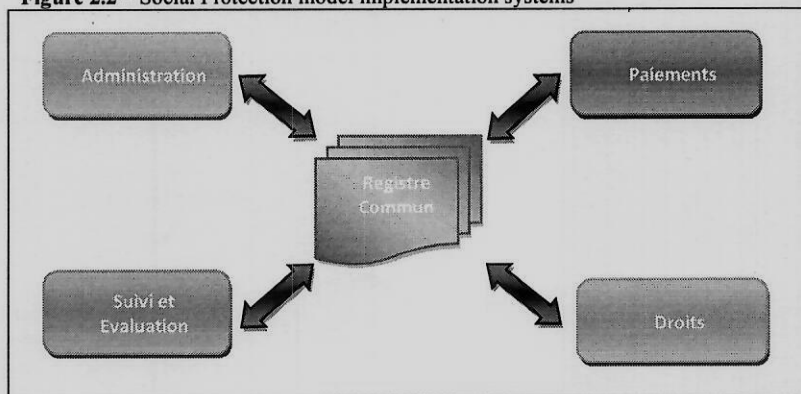 Figure 2.2 Social Protection model implementation systems
Administration
Paiements
Registre
Commun
Suivi et
Evaluation
Droits